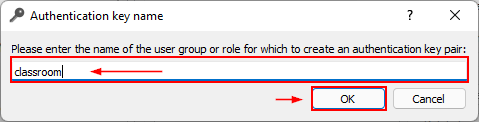 Authentication key name
Please enter the name of the user group or role for which to create an authentication key pair:
classroom
OK
Cancel